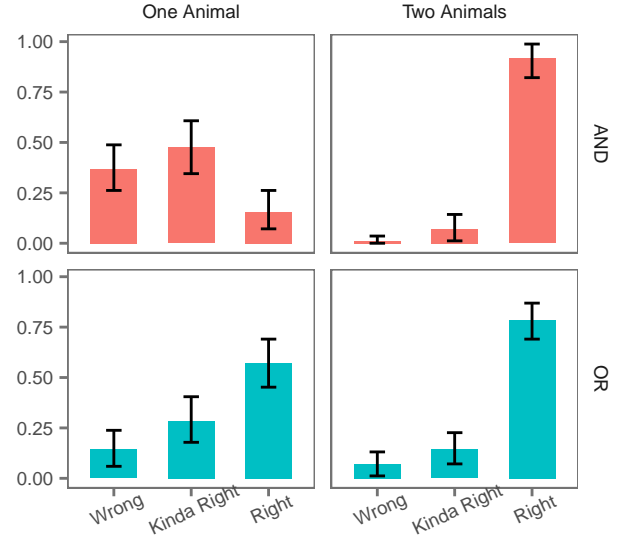 One Animal Two Animals
1.00
0.75
0.50
0.25
0.00
AND
1.00
0.75
0.50
0.25
0.00
OR
Wrong Kinda Right Right Wrong Kinda Right Right